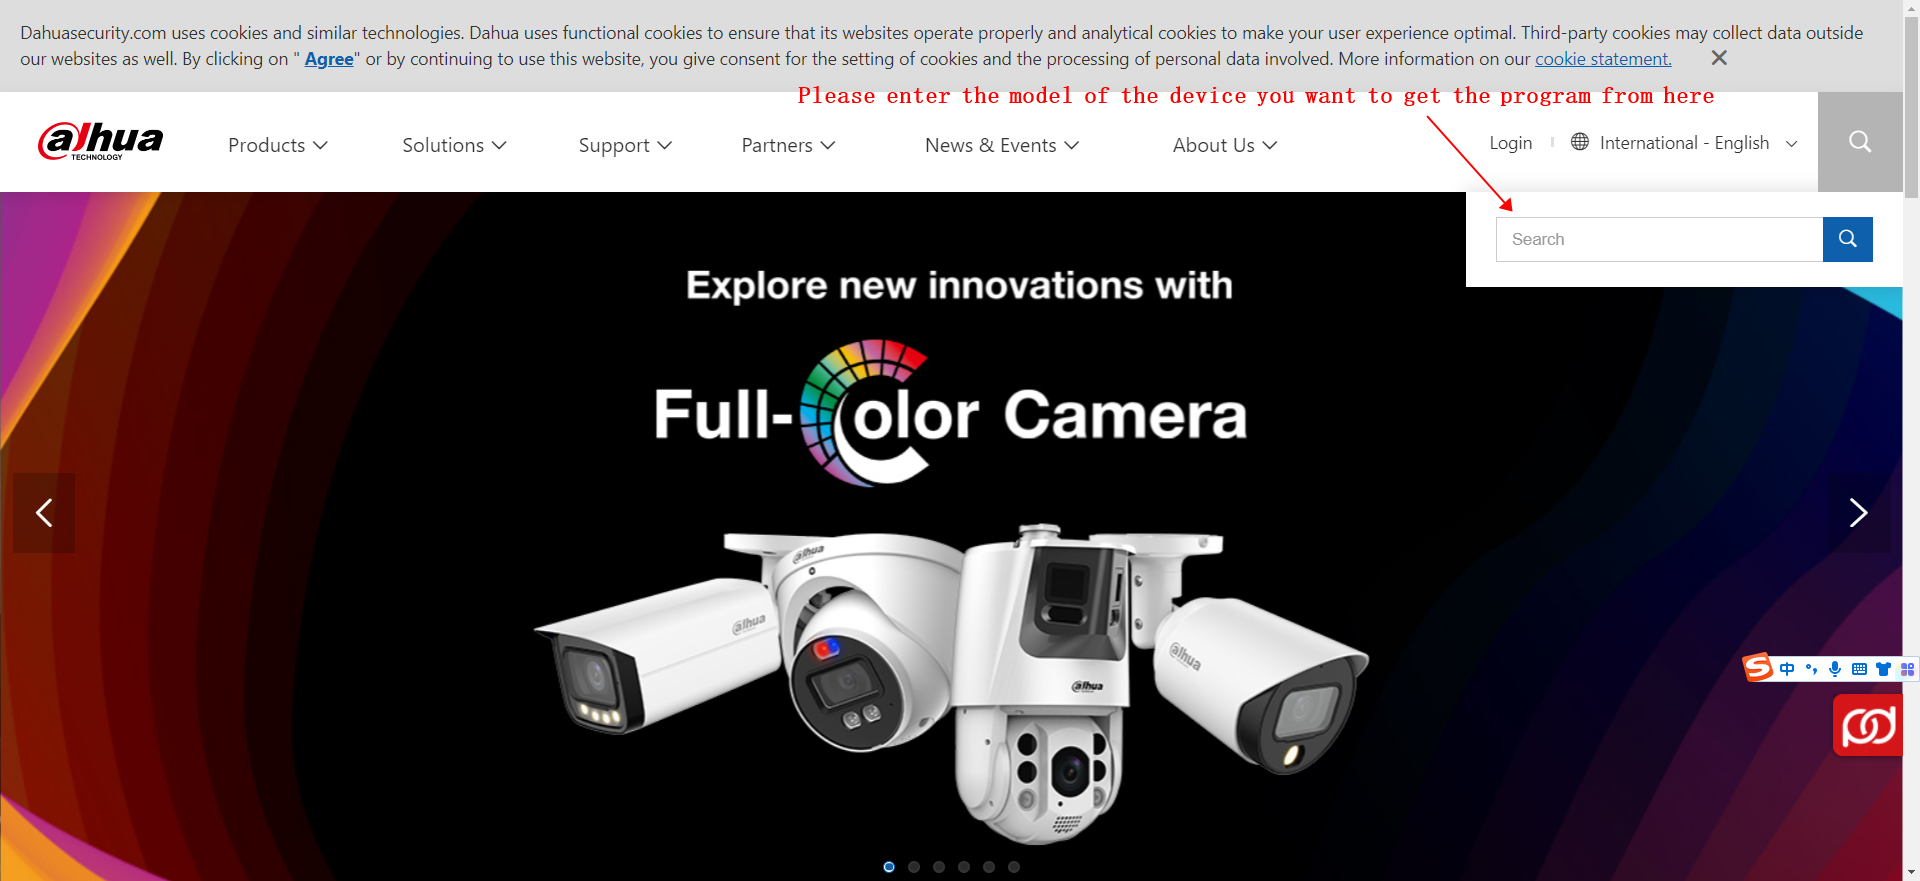 Dahuasecurity.com uses cookies and similar technologies. Dahua uses functional cookies to ensure that its websites operate properly and analytical cookies to make your user experience optimal. Third-party cookies may collect data outside
our websites as well. By clicking on " Agree" or by continuing to use this website, you give consent for the setting of cookies and the processing of personal data involved. More information on our cookie statement.
Please enter the model of the device you want to get the program from here
alhua
TECHNOLOGY
Products
Solutions
Support
Partners
News & Events
About Us
Login
International - English
Search
Explore new innovations with
Full-Color Camera
alhua
alhua
alhua
alhua
中